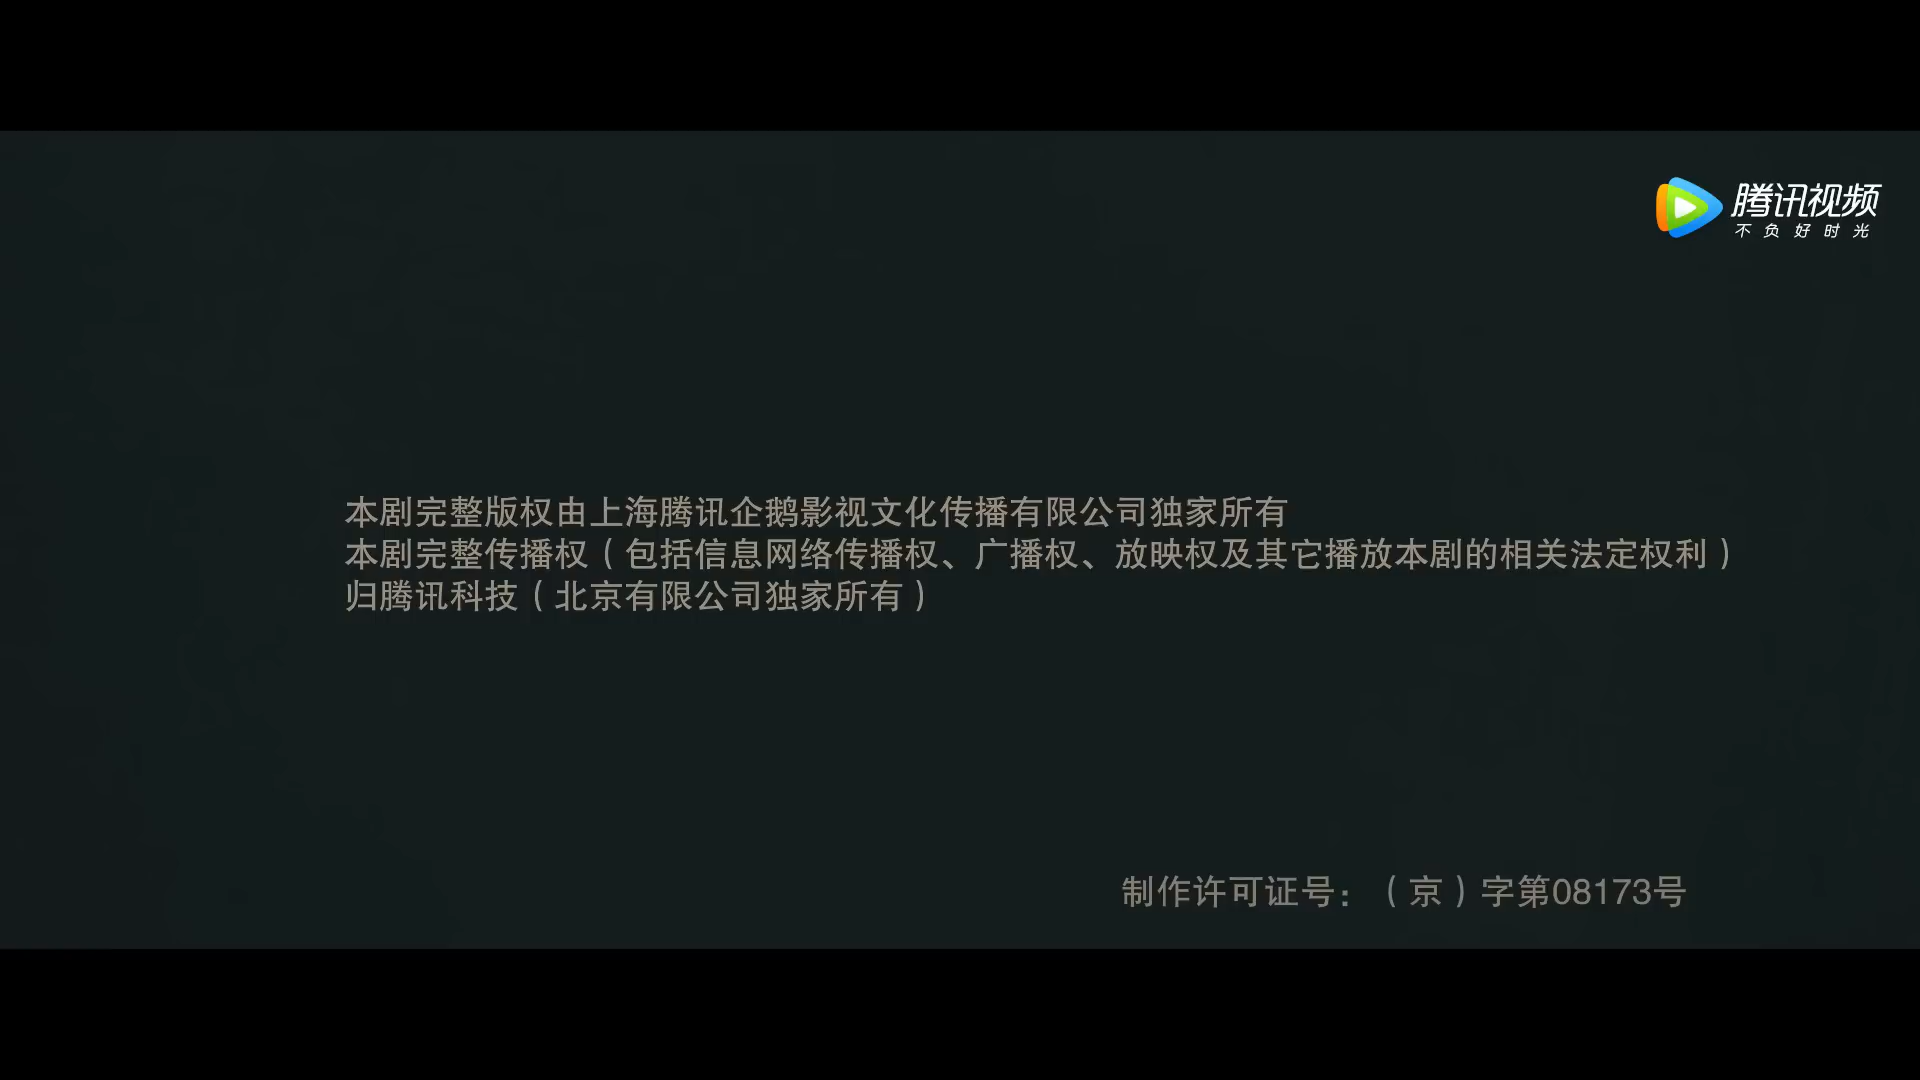 腾讯视频
不负好时光
本剧完整版权由上海腾讯企鹅影视文化传播有限公司独家所有
本剧完整传播权（包括信息网络传播权、广播权、放映权及其它播放本剧的相关法定权利）
归腾讯科技（北京有限公司独家所有）
制作许可证号：（京）字第08173号